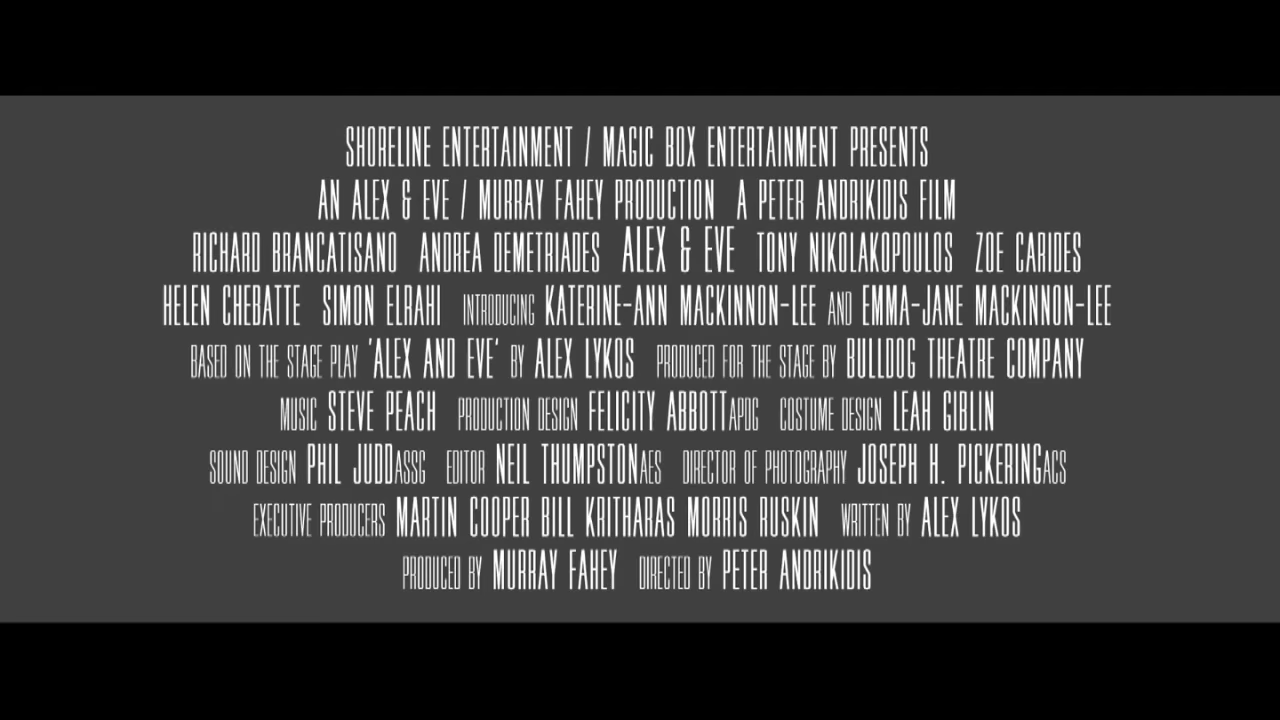 SHORELINE ENTERTAINMENT / MAGIC BOX ENTERTAINMENT PRESENTS
AN ALEX & EVE / MURRAY FAHEY PRODUCTION A PETER ANDRIKIDIS FILM
RICHARD BRANCATISANO ANDREA DEMETRIADES ALEX & EVE TONY NIKOLAKOPOULOS ZOE CARIDES
HELEN CHEBATTE SIMON ELRAHI INTRODUCING KATERINE-ANN MACKINNON-LEE AND EMMA-JANE MACKINNON-LEE
BASED ON THE STAGE PLAY 'ALEX AND EVE' BY ALEX LYKOS PRODUCED FOR THE STAGE BY BULLDOG THEATRE COMPANY
MUSIC STEVE PEACH PRODUCTION DESIGN FELICITY ABBOTTAPDG COSTUME DESIGN LEAH GIBLIN
SOUND DESIGN PHIL JUDDASSG EDITOR NEIL THUMPSTONAES DIRECTOR OF PHOTOGRAPHY JOSEPH H. PICKERINGACS
EXECUTIVE PRODUCERS MARTIN COOPER BILL KRITHARAS MORRIS RUSKIN WRITTEN BY ALEX LYKOS
PRODUCED BY MURRAY FAHEY DIRECTED BY PETER ANDRIKIDIS